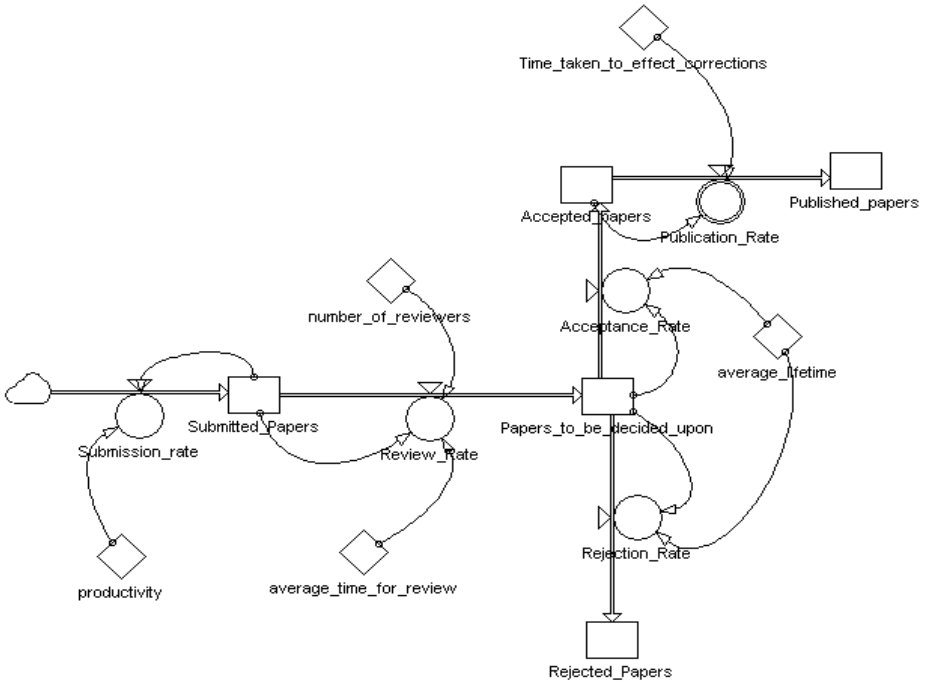 Time_taken_to_effect_corrections
Published_papers
Accepted_papers
Publication_Rate
number_of_reviewers
Acceptance_Rate
average_lifetime
Submitted_Papers
Papers_to_be_decided_upon
Submission_rate
Review_Rate
Rejection_Rate
productivity
average_time_for_review
Rejected_Papers